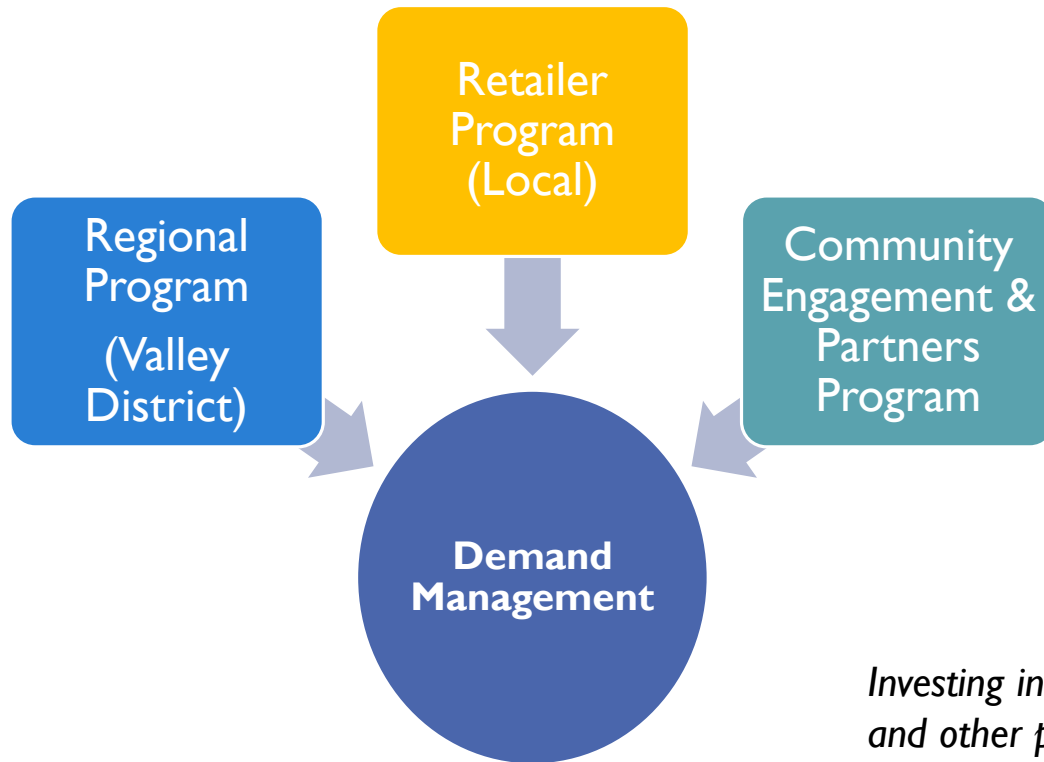 Retailer
Program
(Local)
Regional
Program
(Valley
District)
Community
Engagement &
Partners
Program
Demand
Management
Investing in
and other p